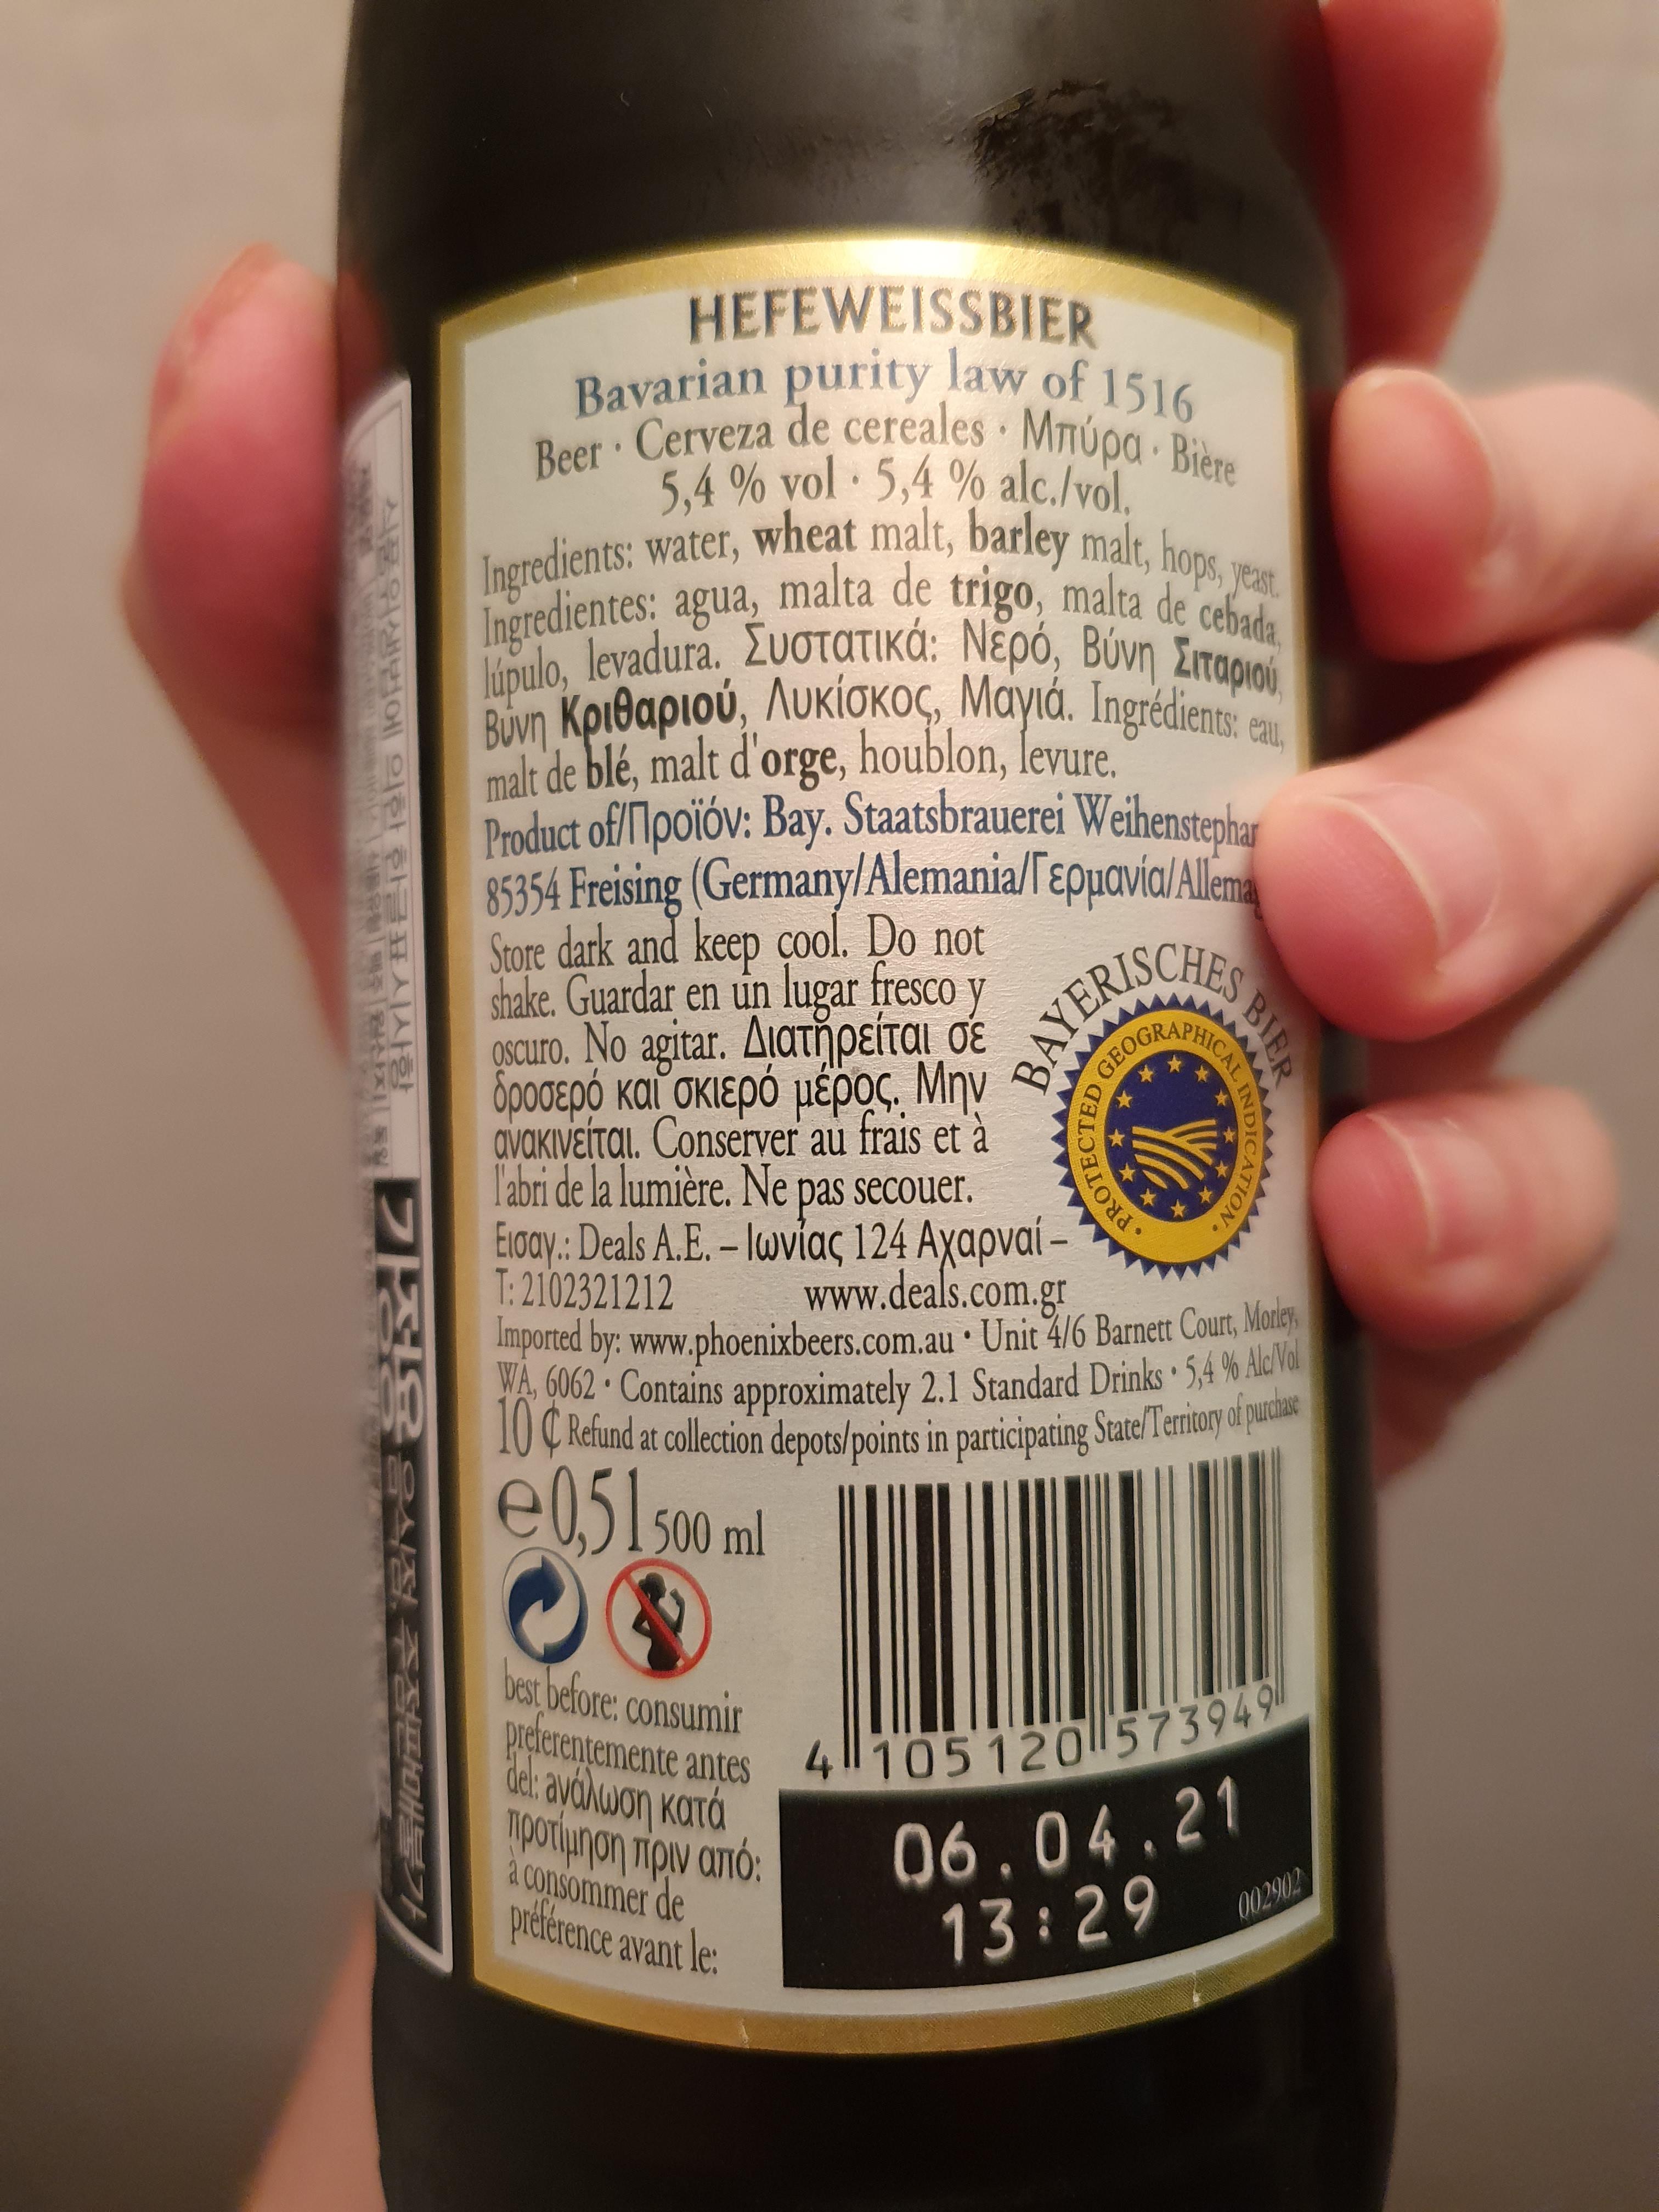 HEFEWEISSBIER
Bavarian purity law of 1516
Beer · Cerveza de cereales · Μπύρα · Bière
5,4 % vol · 5,4 % alc./vol.
Ingredients: water, wheat malt, barley malt, hops, yeast.
Ingredientes: agua, malta de trigo, malta de cebada,
lúpulo, levadura. Συστατικά: Νερό, Βύνη Σιταριού,
Βύνη Κριθαριού, Λυκίσκος, Μαγιά. Ingrédients: eau,
malt de blé, malt d'orge, houblon, levure.
Product of/Προϊόν: Bay. Staatsbrauerei
85354 Freising (Germany/Alemania/Γερμανία/
Store dark and keep cool. Do not
shake. Guardar en un lugar fresco y
oscuro. No agitar. Διατηρείται σε
δροσερό και σκιερό μέρος. Μην
ανακινείται. Conserver au frais et à
l'abri de la lumière. Ne pas secouer.
BAYERISCHES BIER
PROTECTED GEOGRAPHICAL INDICATION
Εισαγ.: Deals A.E. – Ιωνίας 124 Αχαρναί –
T: 2102321212 www.deals.com.gr
Imported by: www.phoenixbeers.com.au • Unit 4/6 Barnett Court, Morley,
WA, 6062 • Contains approximately 2.1 Standard Drinks • 5,4 % Alc/Vol
10 ¢ Refund at collection depots/points in participating State/Territory of purchase
e 0,5 l 500 ml
best before: consumir
preferentemente antes
del: ανάλωση κατά
προτίμηση πριν από:
à consommer de
préférence avant le:
4 105120 573949
06.04.21
13:29
002902
가정용